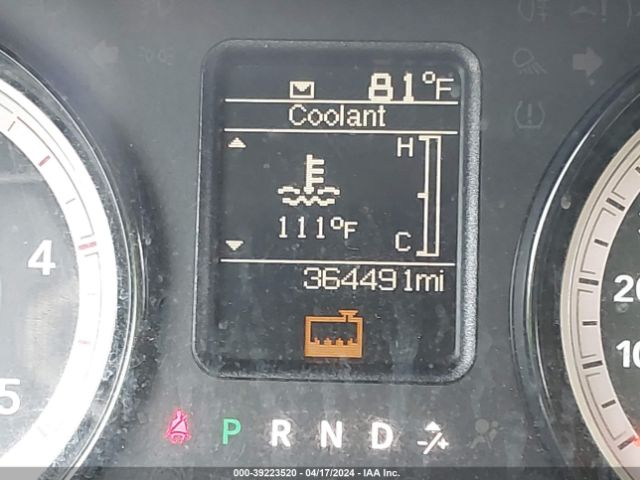 81°F
Coolant
H
111°F
C
364491mi
4
5
20
10
P R N D
000-39223520 - 04/17/2024 - IAA Inc.